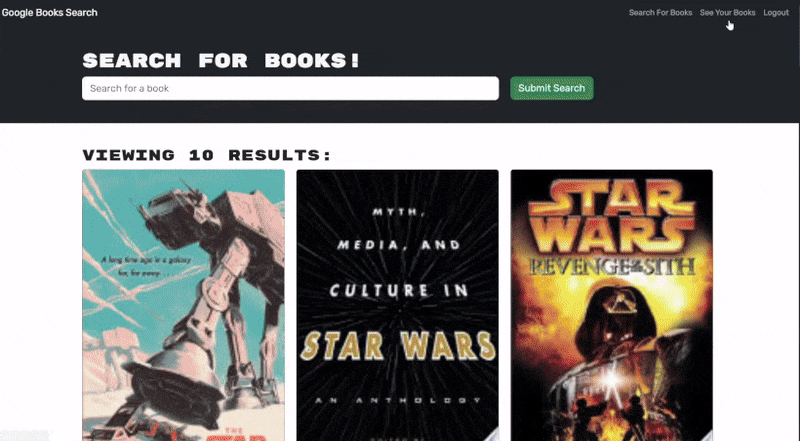 Google Books Search
Search For Books
See Your Books
Logout
SEARCH FOR BOOKS!
Search for a book
Submit Search
VIEWING 10 RESULTS:
A long time ago in a galaxy
far, far away. . .
THE
MYTH,
MEDIA, AND
CULTURE IN
STAR WARS
AN ANTHOLOGY
STAR
WARS
REVENGE OF THE SITH